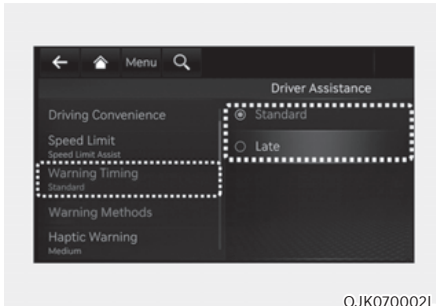 Menu
Driver Assistance
Driving Convenience
Speed Limit
Speed Limit Assist
Warning Timing
Standard
Warning Methods
Haptic Warning
Medium
Standard
Late
OJK070002L